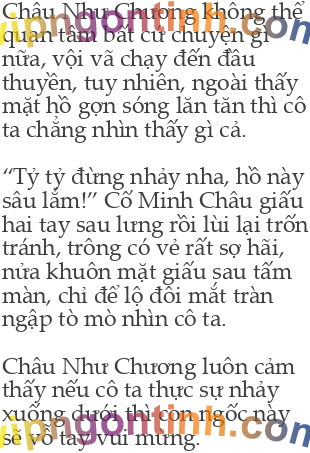 Châu Như Chương không thể
quan tâm bất cứ chuyện gì
nữa, vội vã chạy đến đầu
thuyền, tuy nhiên, ngoài thấy
mặt hồ gợn sóng lăn tăn thì cô
ta chẳng nhìn thấy gì cả.
“Tỷ tỷ đừng nhảy nha, hồ này
sâu lắm!” Cố Minh Châu giấu
hai tay sau lưng rồi lùi lại trốn
tránh, trông có vẻ rất sợ hãi,
nửa khuôn mặt giấu sau tấm
màn, chỉ để lộ đôi mắt tràn
ngập tò mò nhìn cô ta.
Châu Như Chương luôn cảm
thấy nếu cô ta thực sự nhảy
xuống dưới thì con ngốc này
sẽ vỗ tay vui mừng.
vipngontinh.com
vipngontinh.com